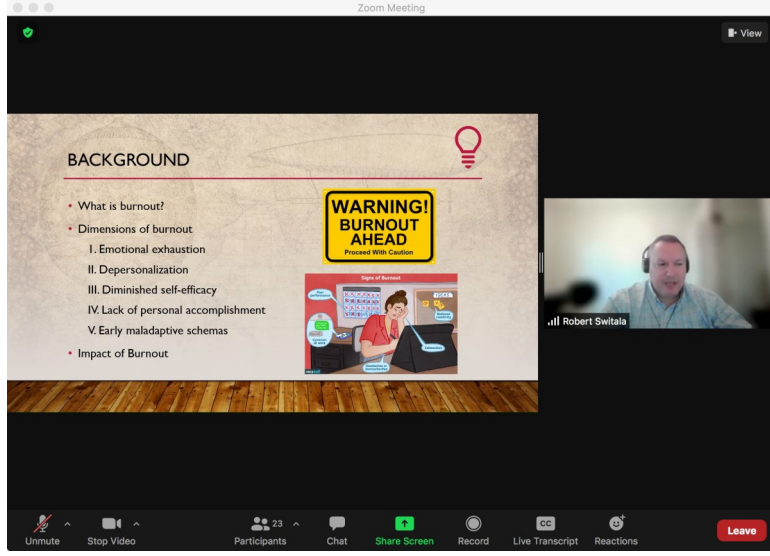 Zoom Meeting
View
BACKGROUND
• What is burnout?
• Dimensions of burnout
I. Emotional exhaustion
II. Depersonalization
III. Diminished self-efficacy
IV. Lack of personal accomplishment
V. Early maladaptive schemas
• Impact of Burnout
WARNING!
BURNOUT
AHEAD
Proceed With Caution
Signs of Burnout
IDEAS
Exhaustion
Robert Switala
Unmute
Stop Video
23
Participants
Chat
Share Screen
Record
CC
Live Transcript
Reactions
Leave